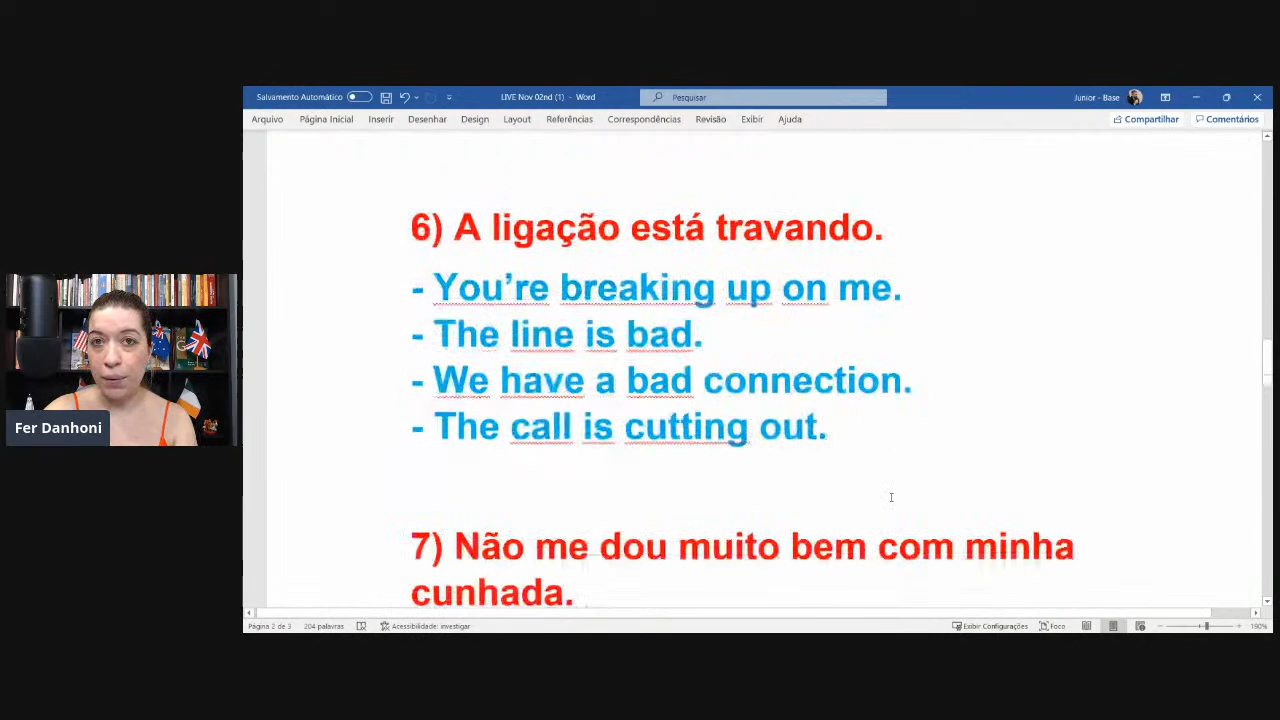 Salvamento Automático
LIVE Nov 02nd (1) - Word
Pesquisar
Junior - Base
Arquivo Página Inicial Inserir Desenhar Design Layout Referências Correspondências Revisão Exibir Ajuda Compartilhar Comentários
6) A ligação está travando.
- You're breaking up on me.
- The line is bad.
- We have a bad connection.
- The call is cutting out.
Fer Danhoni
7) Não me dou muito bem com minha
cunhada.
Página 2 de 3 204 palavras Acessibilidade: investigar Exibir Configurações Foco 190%